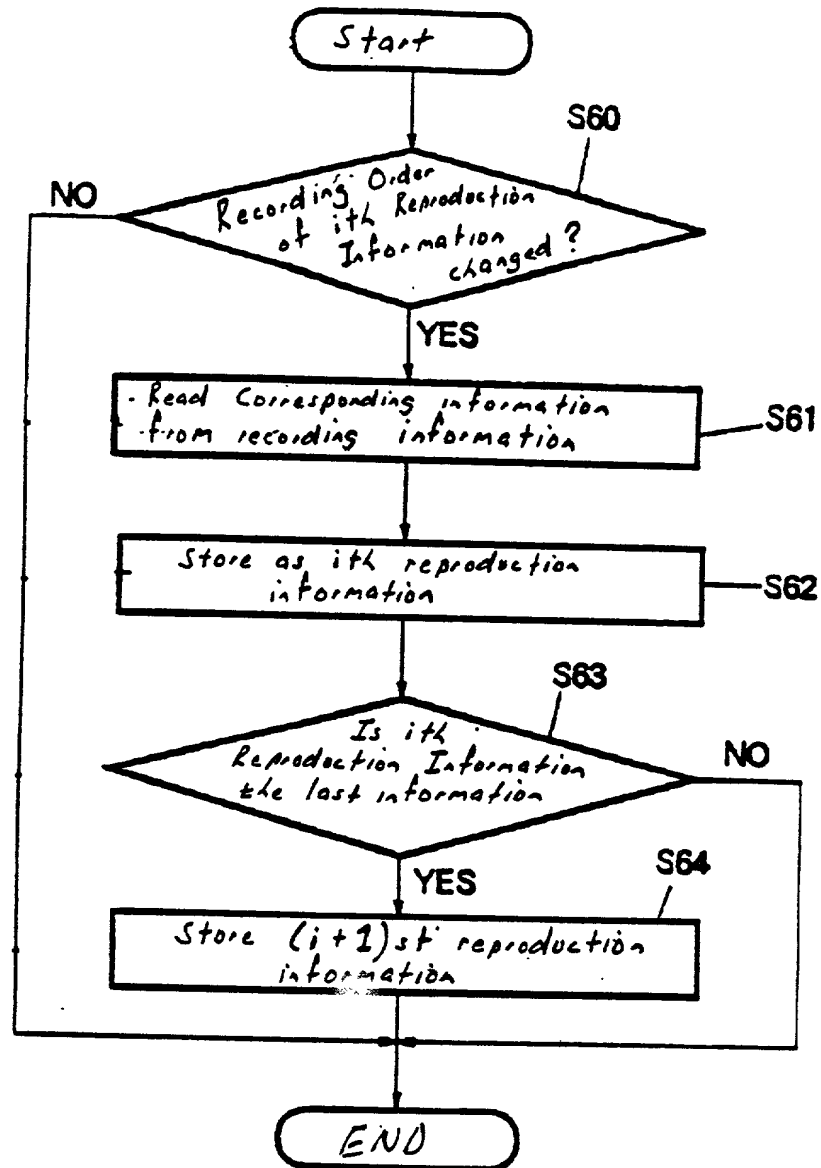 Start
S60
NO
Recording Order
of ith Reproduction
Information
changed?
YES
Read Corresponding information
from recording information
S61
Store as ith reproduction
information
S62
S63
Is ith
Reproduction Information
the last information
NO
YES
S64
Store (i+1)st reproduction
information
END